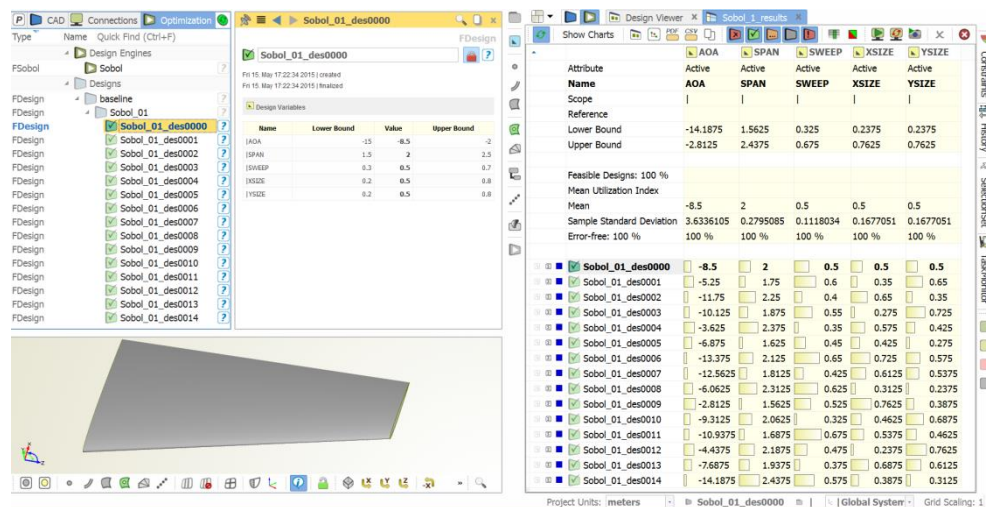 P CAD Connections Optimization
Type Name Quick Find (Ctrl+F)
Design Engines
FSobol Sobol
Designs
FDesign baseline
FDesign Sobol_01
FDesign Sobol_01_des0000
FDesign Sobol_01_des0001
FDesign Sobol_01_des0002
FDesign Sobol_01_des0003
FDesign Sobol_01_des0004
FDesign Sobol_01_des0005
FDesign Sobol_01_des0006
FDesign Sobol_01_des0007
FDesign Sobol_01_des0008
FDesign Sobol_01_des0009
FDesign Sobol_01_des0010
FDesign Sobol_01_des0011
FDesign Sobol_01_des0012
FDesign Sobol_01_des0013
FDesign Sobol_01_des0014
Sobol_01_des0000
FDesign
Sobol_01_des0000
Fri 15. May 17:22:34 2015 | created
Fri 15. May 17:22:34 2015 | finalized
Design Variables
Name Lower Bound Value Upper Bound
|AOA -15 -8.5 -2
|SPAN 1.5 2 2.5
|SWEEP 0.3 0.5 0.7
|XSIZE 0.2 0.5 0.8
|YSIZE 0.2 0.5 0.8
Design Viewer x Sobol_1_results x
Show Charts PDF CSV
AOA SPAN SWEEP XSIZE YSIZE
Attribute Active Active Active Active Active
Name AOA SPAN SWEEP XSIZE YSIZE
Scope | | | | |
Reference
Lower Bound -14.1875 1.5625 0.325 0.2375 0.2375
Upper Bound -2.8125 2.4375 0.675 0.7625 0.7625
Feasible Designs: 100 %
Mean Utilization Index
Mean -8.5 2 0.5 0.5 0.5
Sample Standard Deviation 3.6336105 0.2795085 0.1118034 0.1677051 0.1677051
Error-free: 100 % 100 % 100 % 100 % 100 % 100 %
Sobol_01_des0000 -8.5 2 0.5 0.5 0.5
Sobol_01_des0001 -5.25 1.75 0.6 0.35 0.65
Sobol_01_des0002 -11.75 2.25 0.4 0.65 0.35
Sobol_01_des0003 -10.125 1.875 0.55 0.275 0.725
Sobol_01_des0004 -3.625 2.375 0.35 0.575 0.425
Sobol_01_des0005 -6.875 1.625 0.45 0.425 0.275
Sobol_01_des0006 -13.375 2.125 0.65 0.725 0.575
Sobol_01_des0007 -12.5625 1.8125 0.425 0.6125 0.5375
Sobol_01_des0008 -6.0625 2.3125 0.625 0.3125 0.2375
Sobol_01_des0009 -2.8125 1.5625 0.525 0.7625 0.3875
Sobol_01_des0010 -9.3125 2.0625 0.325 0.4625 0.6875
Sobol_01_des0011 -10.9375 1.6875 0.675 0.5375 0.4625
Sobol_01_des0012 -4.4375 2.1875 0.475 0.2375 0.7625
Sobol_01_des0013 -7.6875 1.9375 0.375 0.6875 0.6125
Sobol_01_des0014 -14.1875 2.4375 0.575 0.3875 0.3125
Project Units: meters Sobol_01_des0000 |Global System Grid Scaling: 1
Constraints
History
SelectionSet
TaskMonitor